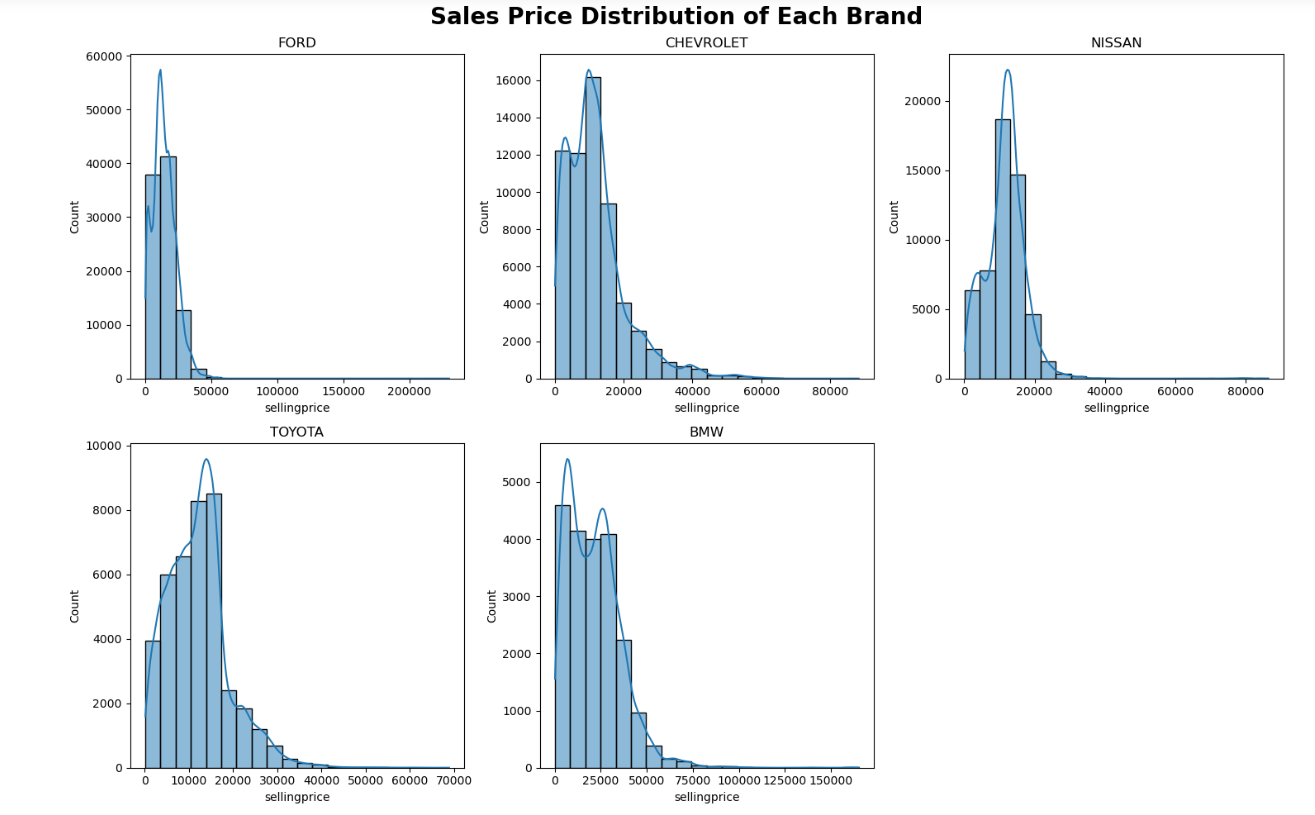 Sales Price Distribution of Each Brand
FORD
60000
50000
40000
30000
20000
10000
0
Count
0 50000 100000 150000 200000
sellingprice
CHEVROLET
16000
14000
12000
10000
8000
6000
4000
2000
0
Count
0 20000 40000 60000 80000
sellingprice
NISSAN
20000
15000
10000
5000
0
Count
0 20000 40000 60000 80000
sellingprice
TOYOTA
10000
8000
6000
4000
2000
0
Count
0 10000 20000 30000 40000 50000 60000 70000
sellingprice
BMW
5000
4000
3000
2000
1000
0
Count
0 25000 50000 75000 100000 125000 150000
sellingprice